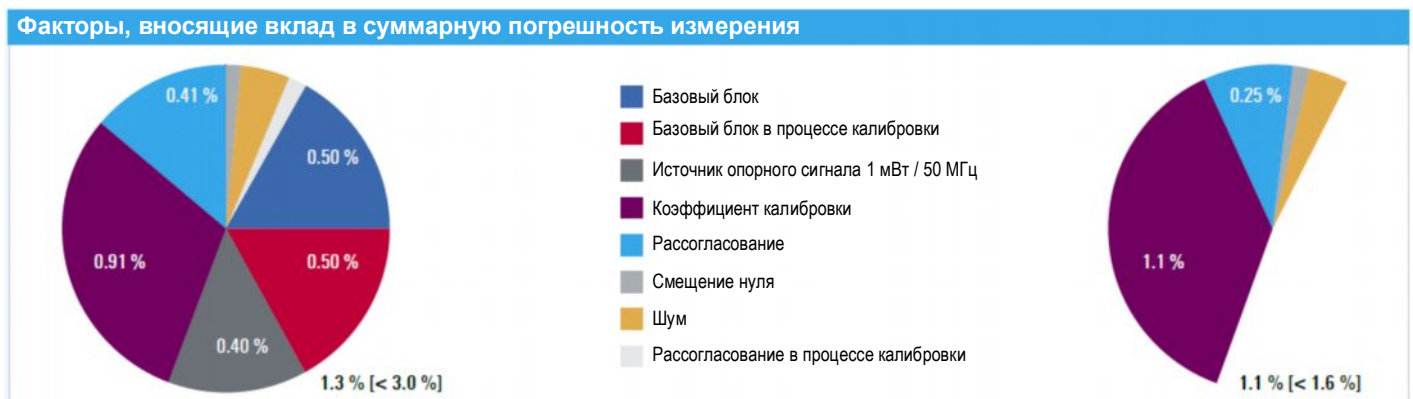 Факторы, вносящие вклад в суммарную погрешность измерения
0.41 %
0.50 %
0.91 %
0.50 %
0.40 %
1.3 % [< 3.0 %]
Базовый блок
Базовый блок в процессе калибровки
Источник опорного сигнала 1 мВт / 50 МГц
Коэффициент калибровки
Рассогласование
Смещение нуля
Шум
Рассогласование в процессе калибровки
0.25 %
1.1 %
1.1 % [< 1.6 %]